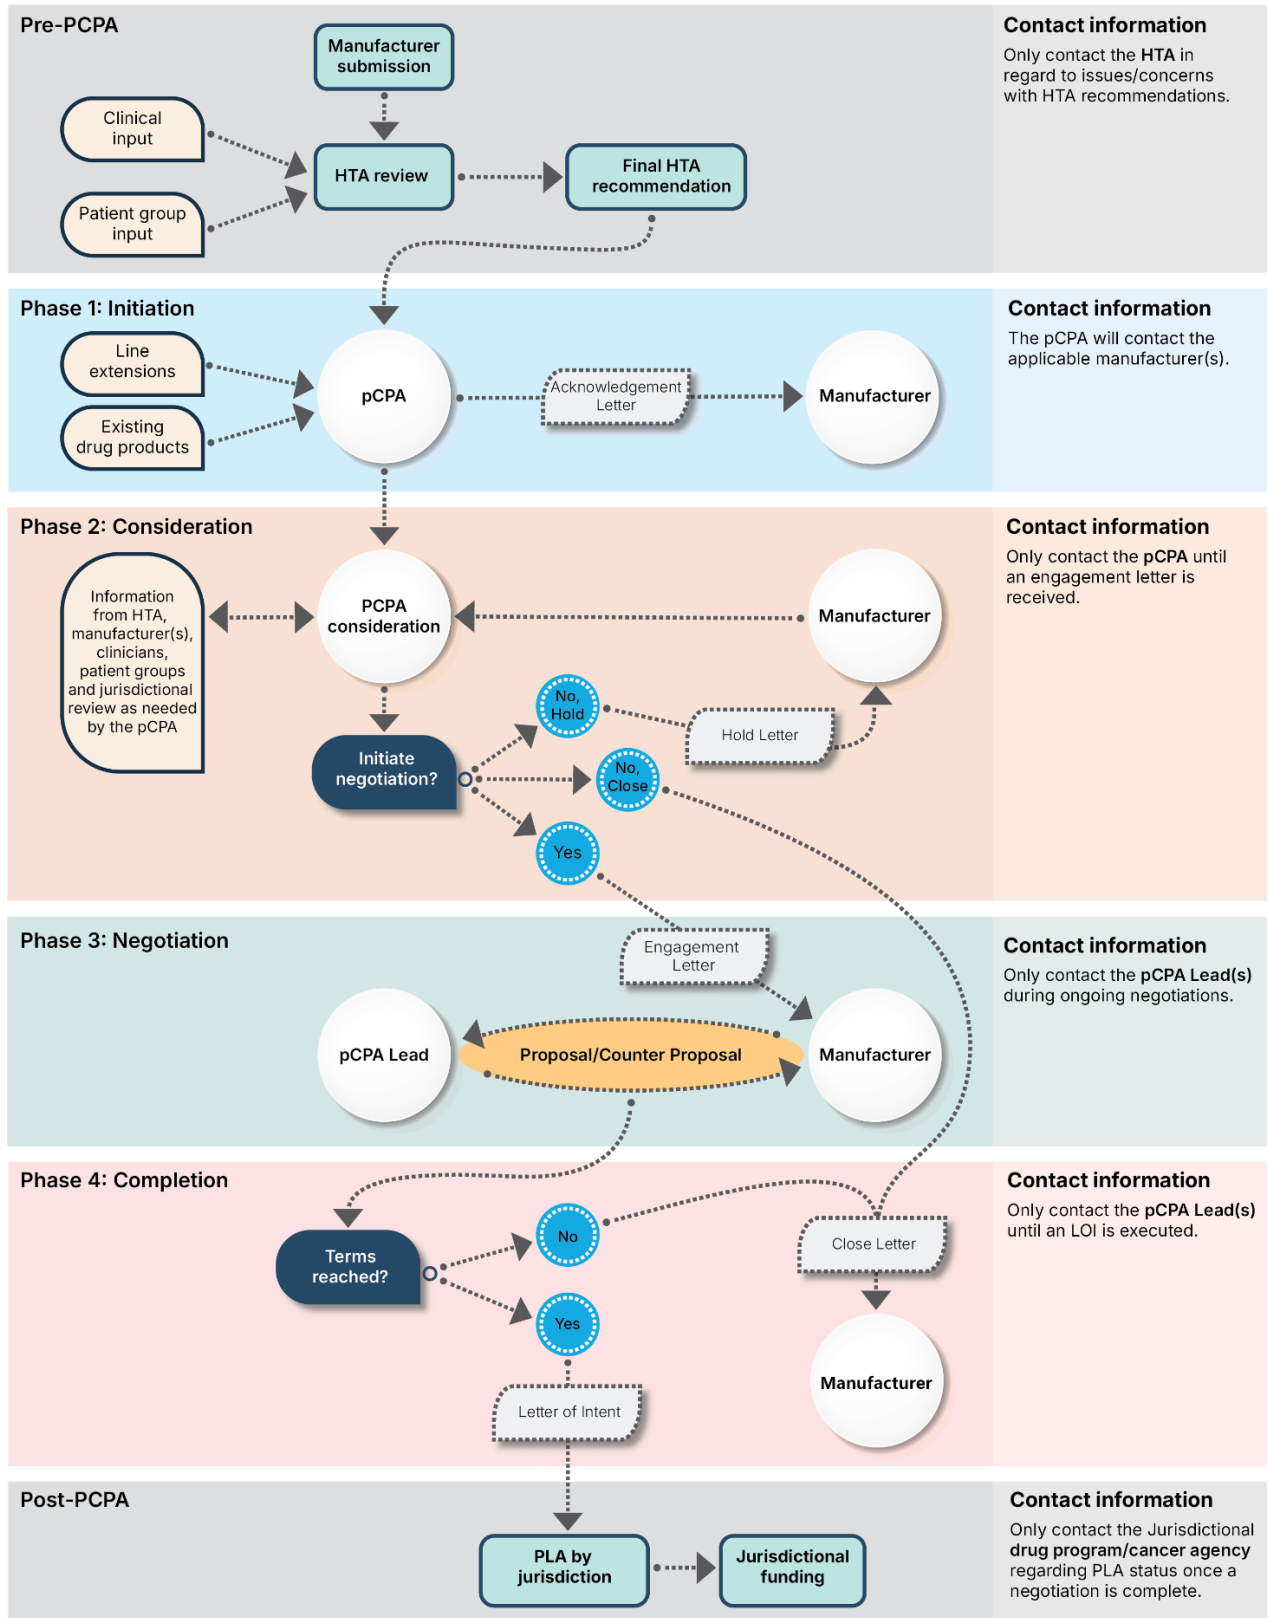 Pre-PCPA
Contact information
Only contact the HTA in
regard to issues/concerns
with HTA recommendations.
Manufacturer
submission
Clinical
input
HTA review
Final HTA
recommendation
Patient group
input
Phase 1: Initiation
Contact information
The pCPA will contact the
applicable manufacturer(s).
Line
extensions
Existing
drug products
pCPA
Acknowledgement
Letter
Manufacturer
Phase 2: Consideration
Contact information
Only contact the pCPA until
an engagement letter is
received.
Information
from HTA,
manufacturer(s),
clinicians,
patient groups
and jurisdictional
review as needed
by the pCPA
PCPA
consideration
Manufacturer
No,
Hold
Hold Letter
Initiate
negotiation?
No,
Close
Yes
Phase 3: Negotiation
Contact information
Only contact the pCPA Lead(s)
during ongoing negotiations.
Engagement
Letter
pCPA Lead
Proposal/Counter Proposal
Manufacturer
Phase 4: Completion
Contact information
Only contact the pCPA Lead(s)
until an LOI is executed.
Terms
reached?
No
Close Letter
Yes
Manufacturer
Letter of Intent
Post-PCPA
Contact information
Only contact the Jurisdictional
drug program/cancer agency
regarding PLA status once a
negotiation is complete.
PLA by
jurisdiction
Jurisdictional
funding